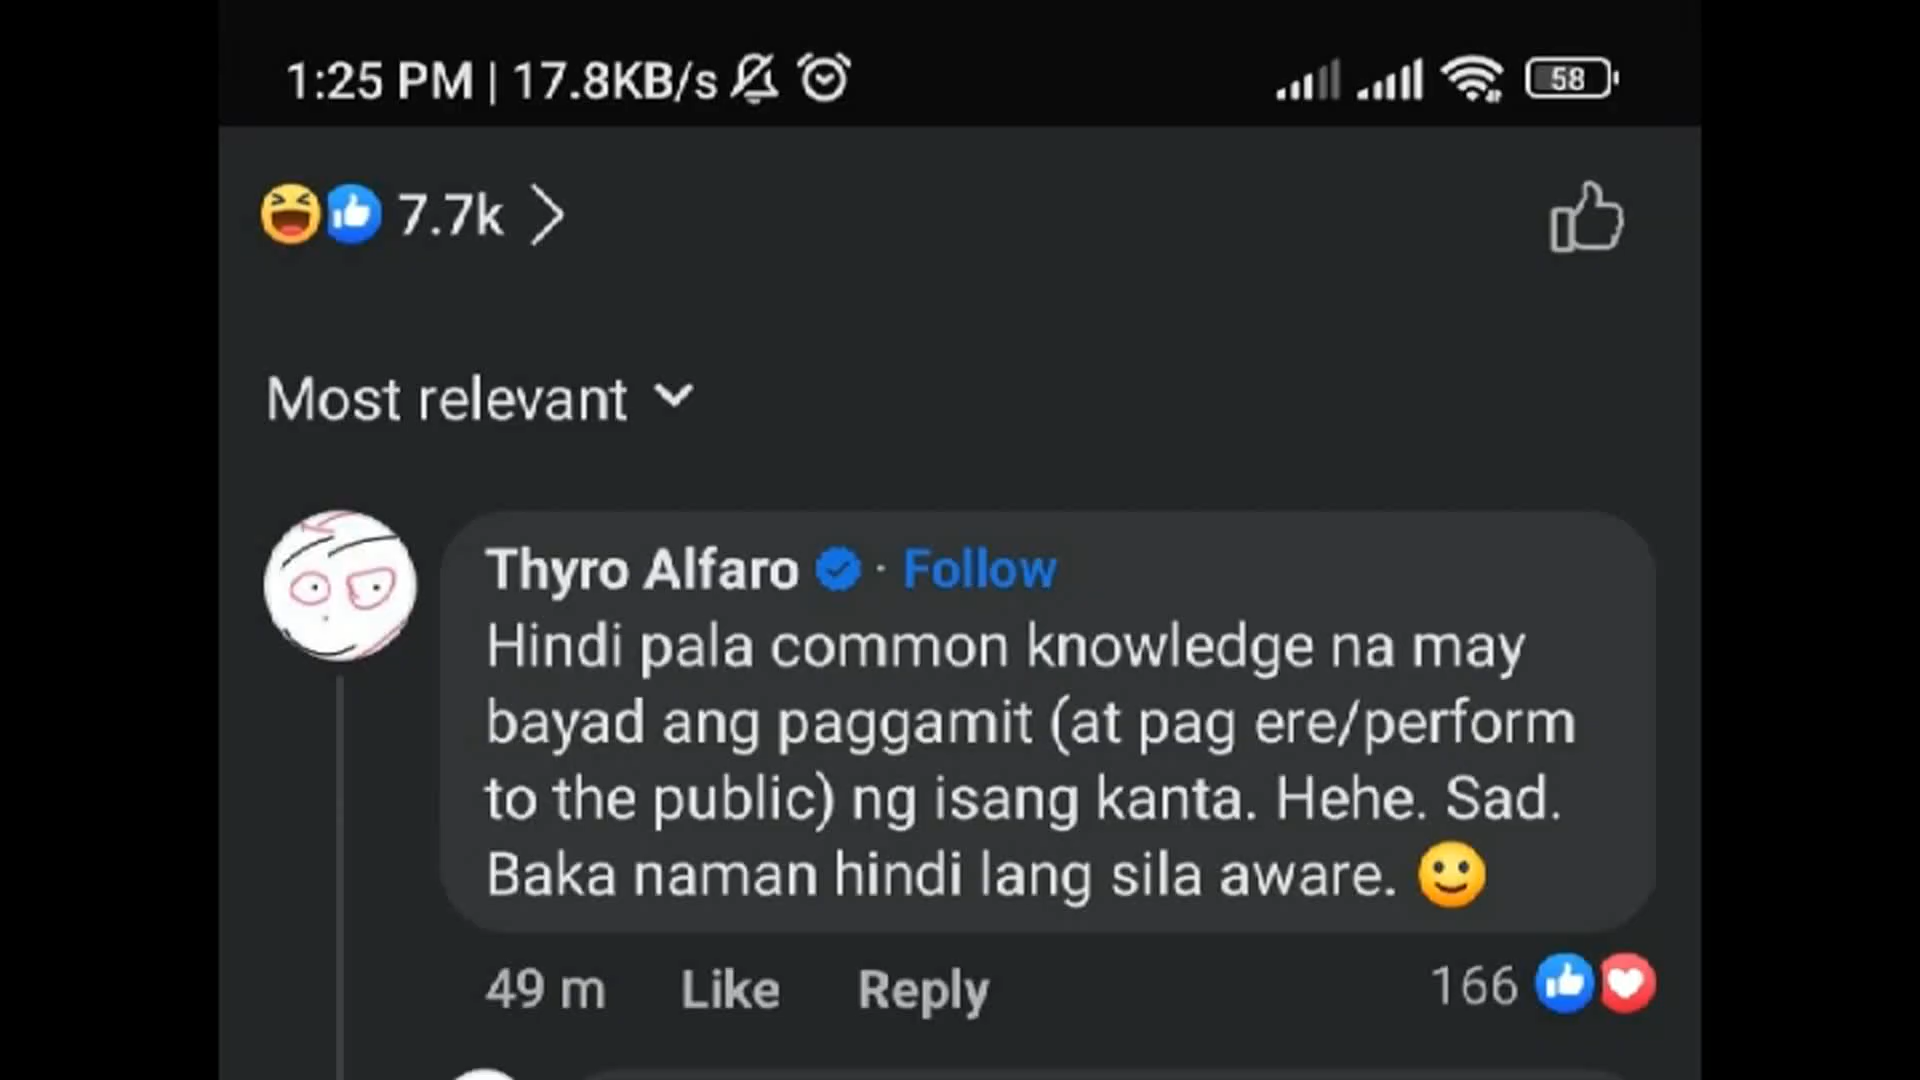 1:25 PM | 17.8KB/s 58
7.7k
Most relevant
Thyro Alfaro · Follow
Hindi pala common knowledge na may
bayad ang paggamit (at pag ere/perform
to the public) ng isang kanta. Hehe. Sad.
Baka naman hindi lang sila aware. 🙂
49 m Like Reply 166